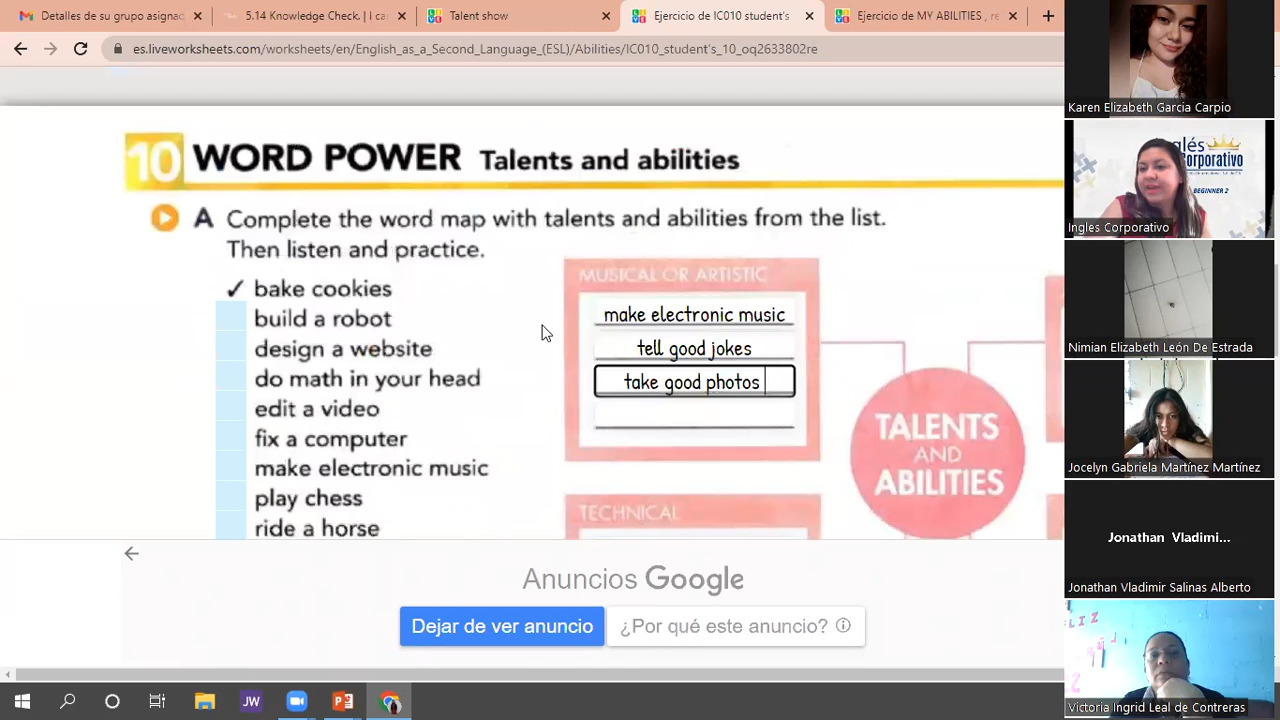 Detalles de su grupo asignad
5.14 Knowledge Check. | I ca
Talent show
Ejercicio de IC010 student's
Ejercicio de MY ABILITIES , re
es.liveworksheets.com/worksheets/en/English_as_a_Second_Language_(ESL)/Abilities/IC010_student's_10_oq2633802re
10 WORD POWER Talents and abilities
A Complete the word map with talents and abilities from the list.
Then listen and practice.
✓ bake cookies
build a robot
design a website
do math in your head
edit a video
fix a computer
make electronic music
play chess
ride a horse
MUSICAL OR ARTISTIC
make electronic music
tell good jokes
take good photos
TECHNICAL
TALENTS
AND
ABILITIES
Anuncios Google
Dejar de ver anuncio
¿Por qué este anuncio?
Karen Elizabeth Garcia Carpio
Inglés
Corporativo
BEGINNER 2
Ingles Corporativo
Nimian Elizabeth León De Estrada
Jocelyn Gabriela Martínez Martínez
Jonathan Vladimi...
Jonathan Vladimir Salinas Alberto
Victoria Ingrid Leal de Contreras